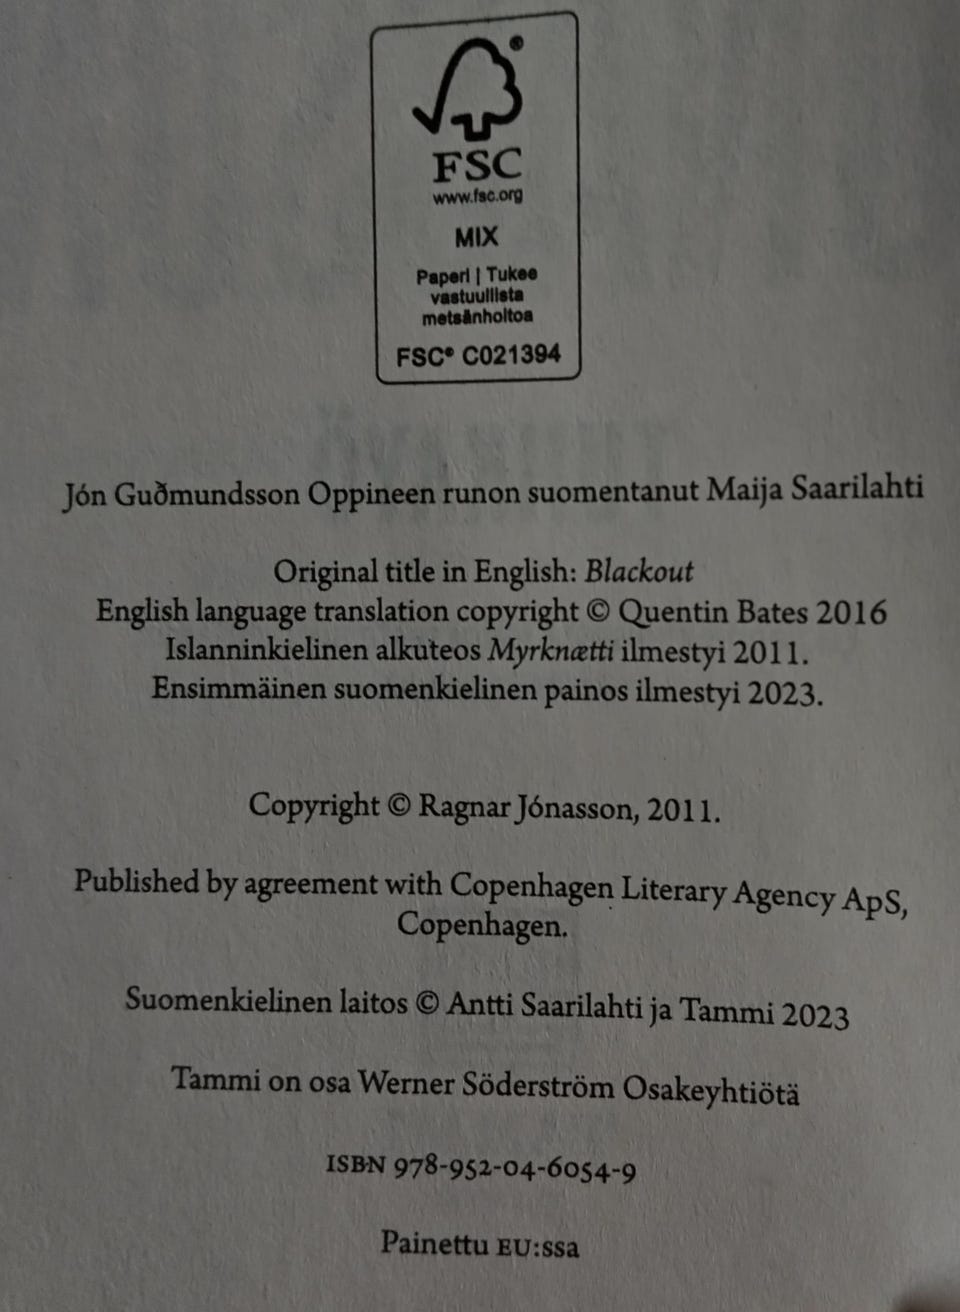 ®
FSC
www.fsc.org
MIX
Paperi | Tukee
vastuullista
metsänhoitoa
FSC® C021394
Jón Guðmundsson Oppineen runon suomentanut Maija Saarilahti
Original title in English: Blackout
English language translation copyright © Quentin Bates 2016
Islanninkielinen alkuteos Myrknætti ilmestyi 2011.
Ensimmäinen suomenkielinen painos ilmestyi 2023.
Copyright © Ragnar Jónasson, 2011.
Published by agreement with Copenhagen Literary Agency ApS,
Copenhagen.
Suomenkielinen laitos © Antti Saarilahti ja Tammi 2023
Tammi on osa Werner Söderström Osakeyhtiötä
ISBN 978-952-04-6054-9
Painettu EU:ssa